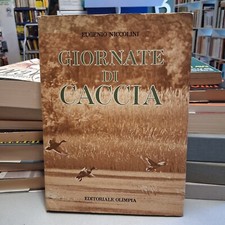 EUGENIO NICCOLINI
GIORNATE
DI
CACCIA
EDITORIALE OLIMPIA